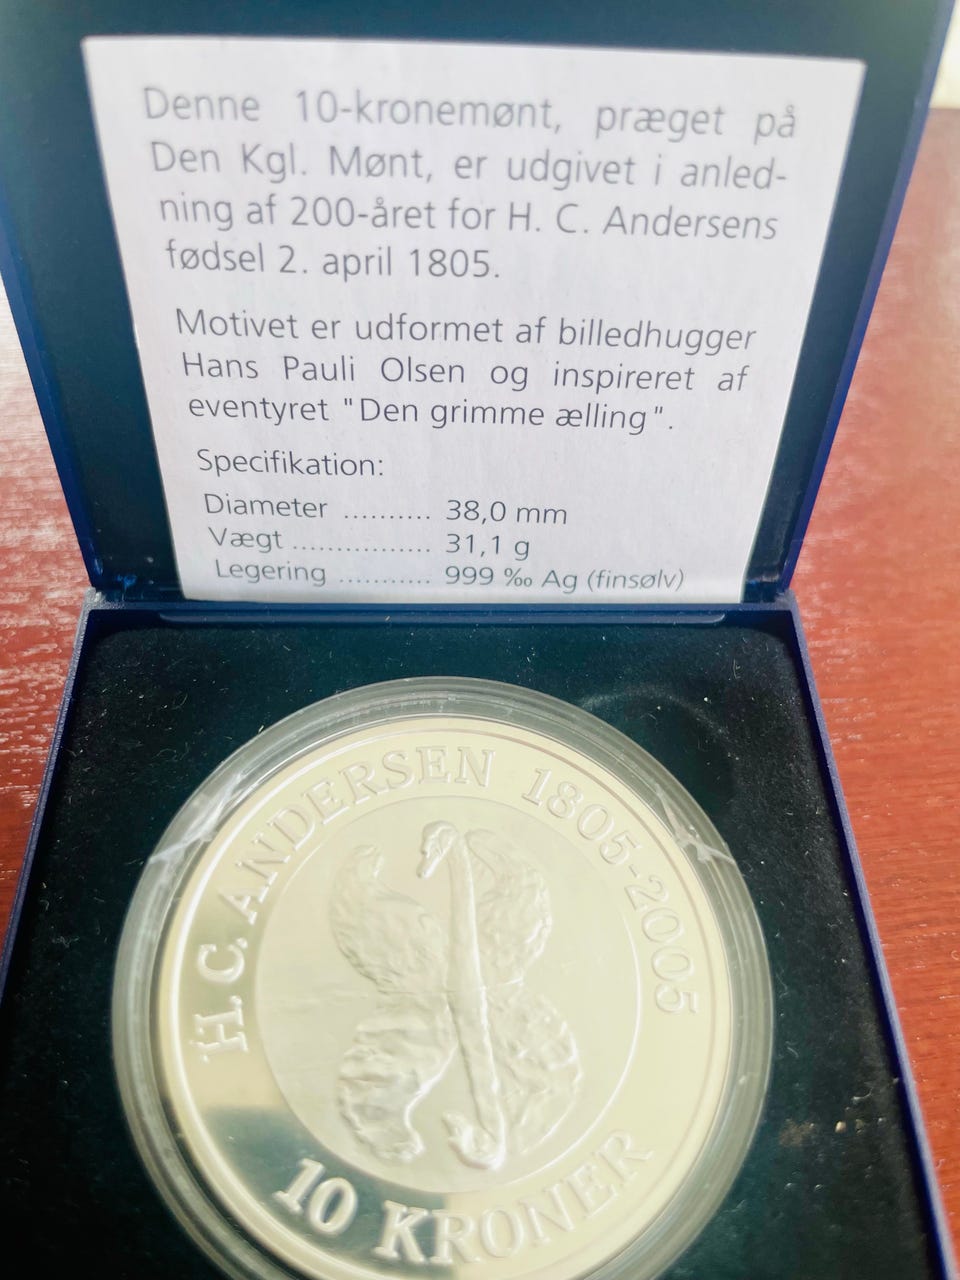 Denne 10-kronemønt, præget på
Den Kgl. Mønt, er udgivet i anled-
ning af 200-året for H. C. Andersens
fødsel 2. april 1805.
Motivet er udformet af billedhugger
Hans Pauli Olsen og inspireret af
eventyret "Den grimme ælling".
Specifikation:
Diameter .......... 38,0 mm
Vægt ................ 31,1 g
Legering ........... 999 ‰ Ag (finsølv)
H. C. ANDERSEN 1805-2005
10 KRONER